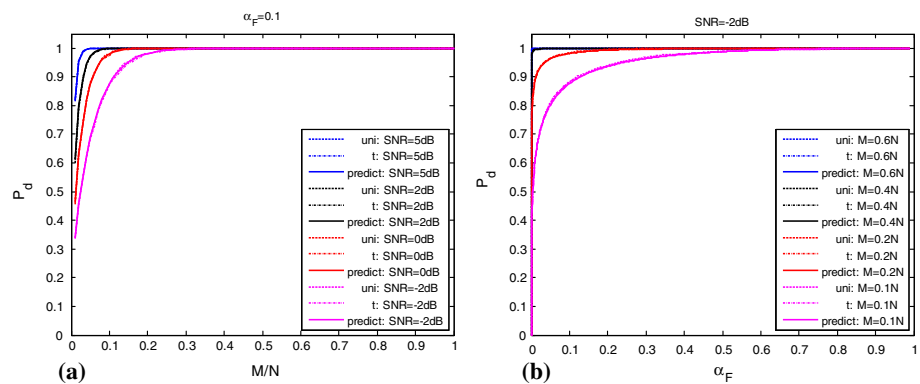 α_F=0.1
P_d
1
0.9
0.8
0.7
0.6
0.5
0.4
0.3
0.2
0.1
0
uni: SNR=5dB
t: SNR=5dB
predict: SNR=5dB
uni: SNR=2dB
t: SNR=2dB
predict: SNR=2dB
uni: SNR=0dB
t: SNR=0dB
predict: SNR=0dB
uni: SNR=-2dB
t: SNR=-2dB
predict: SNR=-2dB
0 0.1 0.2 0.3 0.4 0.5 0.6 0.7 0.8 0.9 1
(a)
M/N
SNR=-2dB
P_d
1
0.9
0.8
0.7
0.6
0.5
0.4
0.3
0.2
0.1
0
uni: M=0.6N
t: M=0.6N
predict: M=0.6N
uni: M=0.4N
t: M=0.4N
predict: M=0.4N
uni: M=0.2N
t: M=0.2N
predict: M=0.2N
uni: M=0.1N
t: M=0.1N
predict: M=0.1N
0 0.1 0.2 0.3 0.4 0.5 0.6 0.7 0.8 0.9 1
(b)
α_F